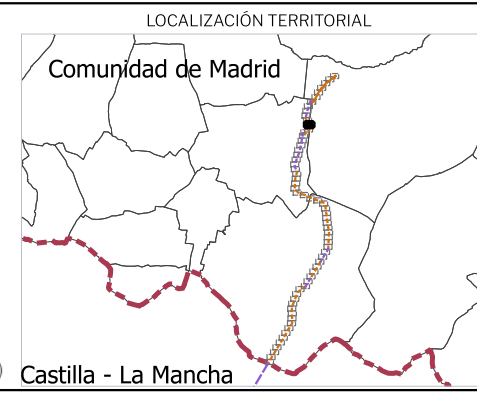 LOCALIZACIÓN TERRITORIAL
Comunidad de Madrid
Castilla - La Mancha